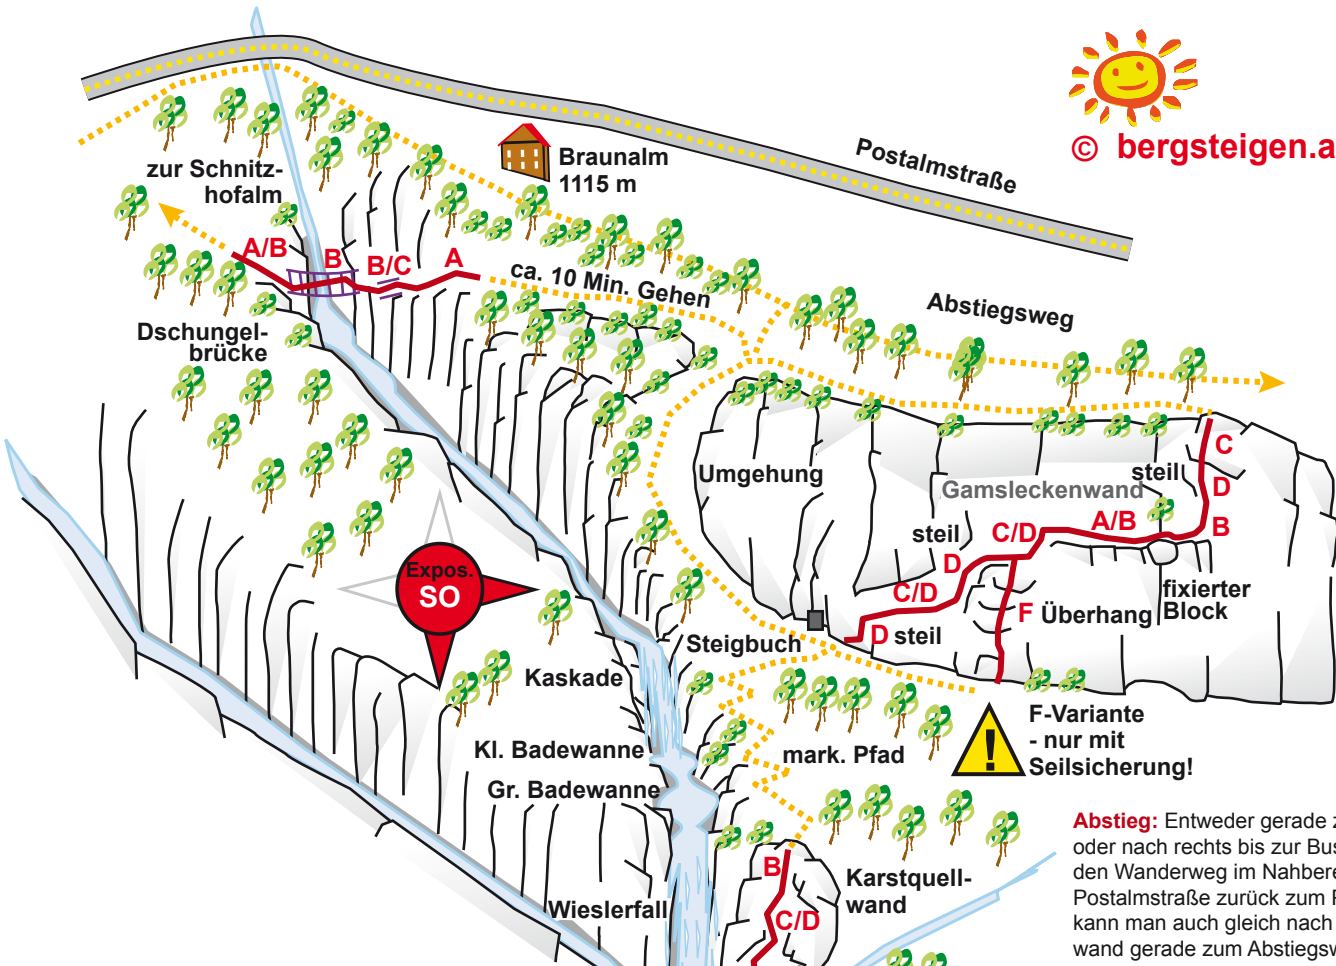 © bergsteigen.a
Postalmstraße
Braunalm
1115 m
zur Schnitz-
hofalm
A/B
B
B/C
A
ca. 10 Min. Gehen
Abstiegsweg
Dschungel-
brücke
Umgehung
Gamsleckenwand
steil
C
D
B
A/B
C/D
steil
D
C/D
D steil
F Überhang
fixierter
Block
Expos.
SO
Steigbuch
Kaskade
Kl. Badewanne
Gr. Badewanne
mark. Pfad
F-Variante
- nur mit
Seilsicherung!
!
Wieslerfall
B
C/D
Karstquell-
wand
Abstieg: Entweder gerade z
oder nach rechts bis zur Bus
den Wanderweg im Nahbere
Postalmstraße zurück zum P
kann man auch gleich nach
wand gerade zum Abstiegsw